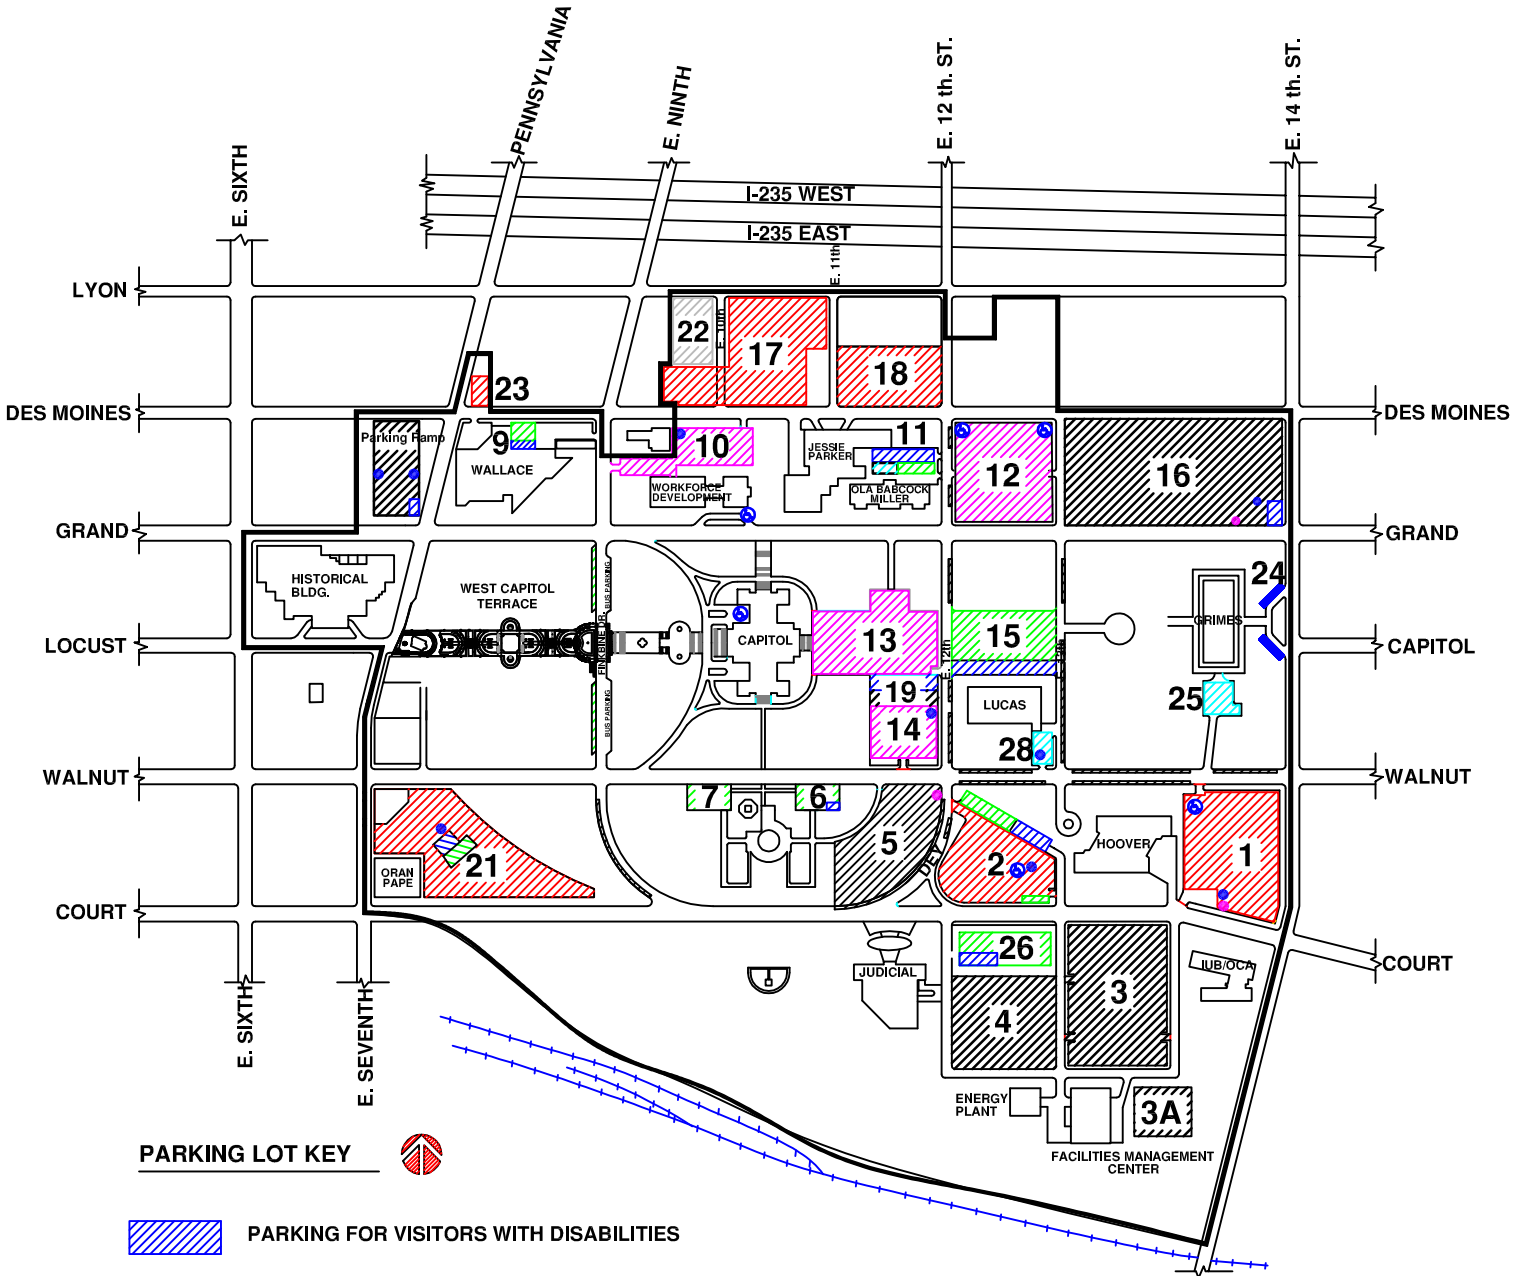 PENNSYLVANIA
E. NINTH
E. 12 th. ST.
E. 14 th. ST.
E. SIXTH
I-235 WEST
I-235 EAST
E. 11th
LYON
22
E. 10th
17
18
23
DES MOINES
DES MOINES
Parking Ramp
9
WALLACE
10
WORKFORCE
DEVELOPMENT
JESSIE
PARKER
11
OLA BABCOCK
MILLER
12
16
GRAND
GRAND
HISTORICAL
BLDG.
WEST CAPITOL
TERRACE
BUS PARKING
FINKBINE DR.
BUS PARKING
CAPITOL
13
E. 12th
15
13th
GRIMES
24
LOCUST
CAPITOL
19
14
LUCAS
28
25
WALNUT
WALNUT
7
6
5
DEY
2
HOOVER
1
21
ORAN
PAPE
COURT
COURT
JUDICIAL
26
4
3
IUB/OCA
E. SIXTH
E. SEVENTH
ENERGY
PLANT
3A
FACILITIES MANAGEMENT
CENTER
PARKING LOT KEY
PARKING FOR VISITORS WITH DISABILITIES